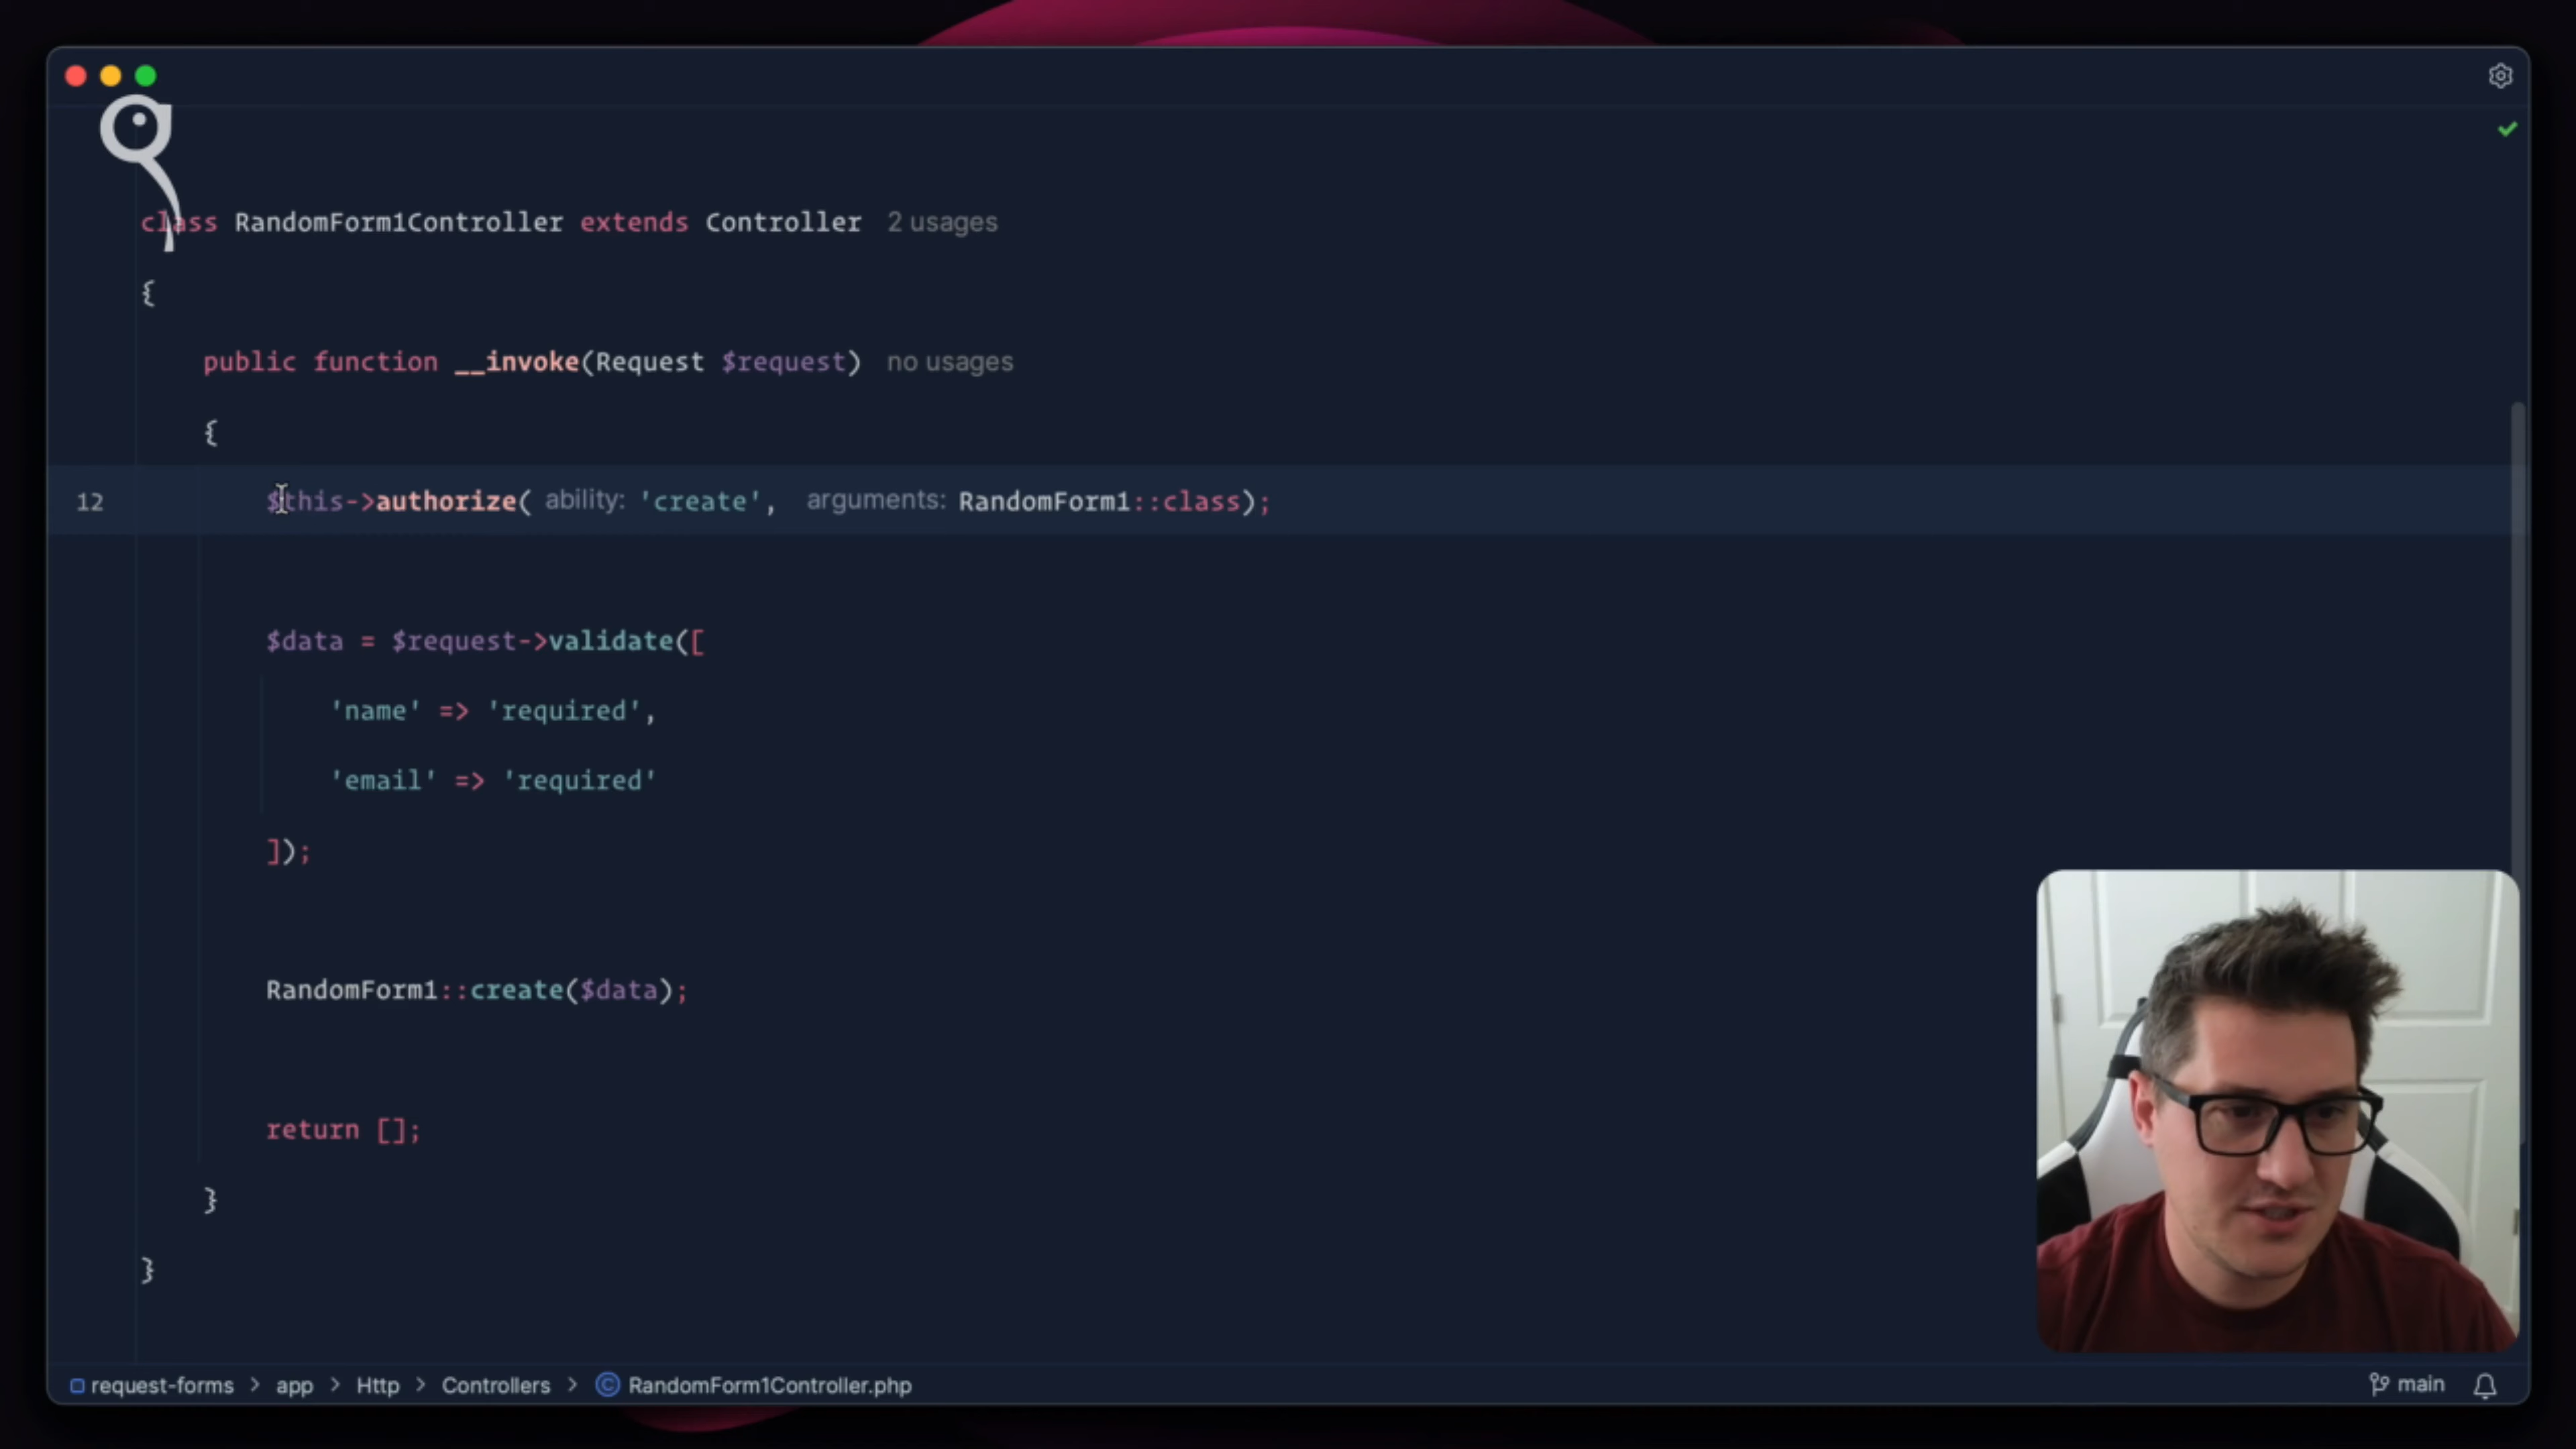 class RandomForm1Controller extends Controller 2 usages
{
public function __invoke(Request $request) no usages
{
12 $this->authorize( ability: 'create', arguments: RandomForm1::class);
$data = $request->validate([
'name' => 'required',
'email' => 'required'
]);
RandomForm1::create($data);
return [];
}
}
request-forms > app > Http > Controllers > RandomForm1Controller.php main